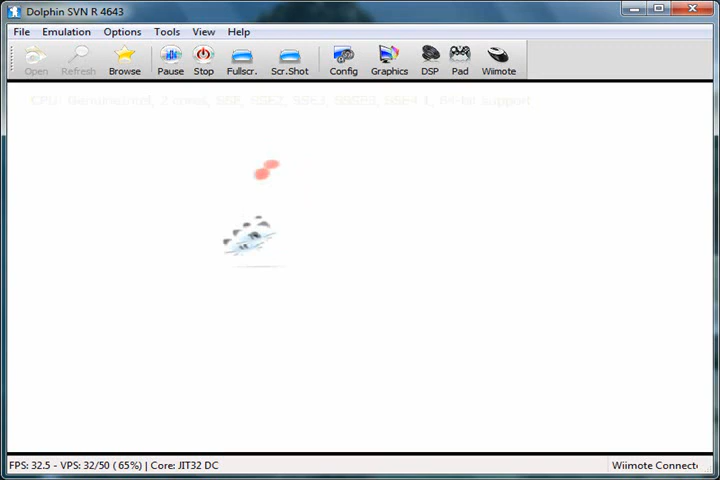 Dolphin SVN R 4643
File Emulation Options Tools View Help
Open Refresh Browse Pause Stop Fullscr. Scr.Shot Config Graphics DSP Pad Wiimote
CPU: GenuineIntel, 2 cores, SSE, SSE2, SSE3, SSSE3, SSE4.1, 64-bit support
FPS: 32.5 - VPS: 32/50 ( 65%) | Core: JIT32 DC Wiimote Connect